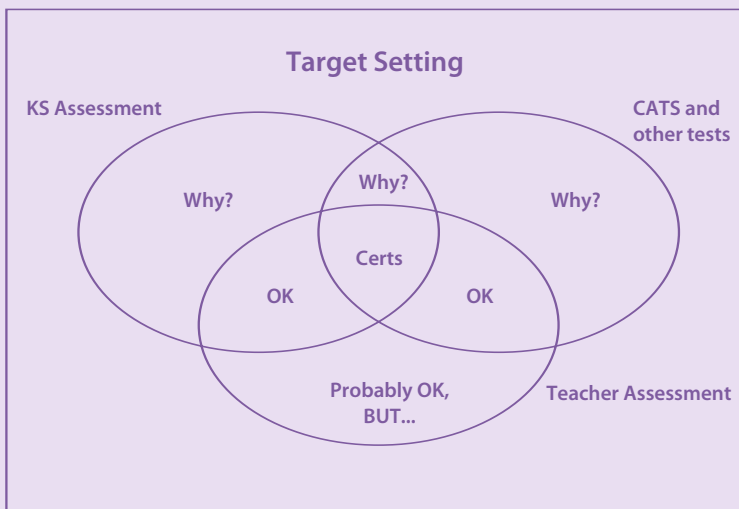 Target Setting
KS Assessment
CATS and
other tests
Why?
Why?
Why?
Certs
OK
OK
Probably OK,
BUT...
Teacher Assessment